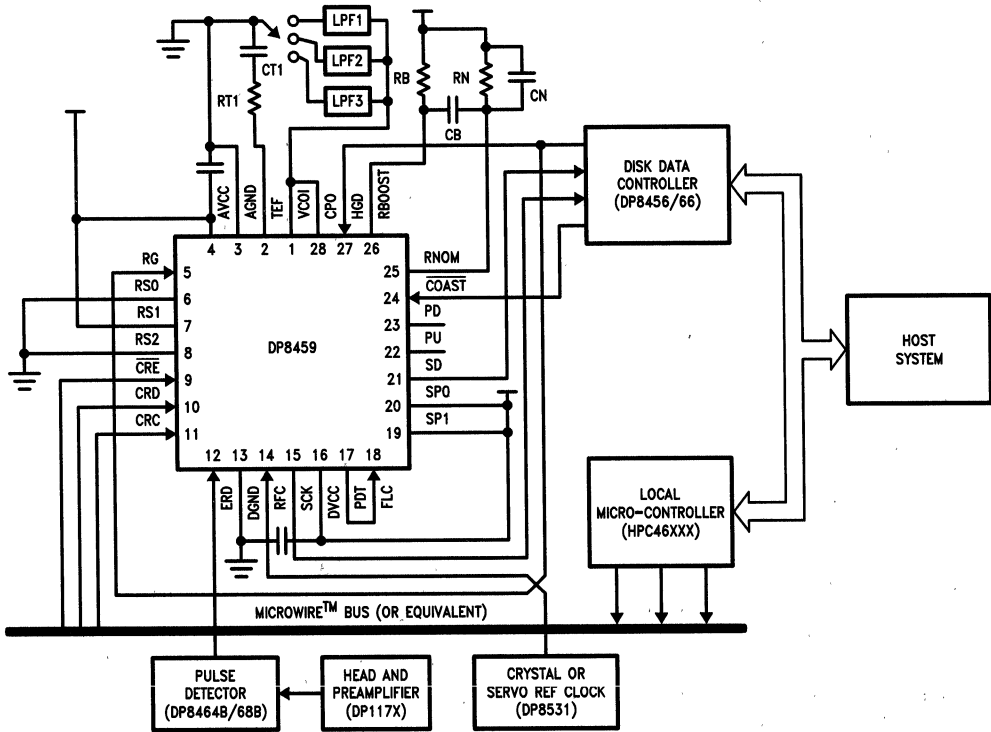 LPF1
LPF2
LPF3
CT1
RT1
RB
RN
CN
CB
AVCC
AGND
TEF
VCOI
CPO
HGD
RBOOST
4
3
2
1
28
27
26
RG
5
RS0
6
RS1
7
RS2
8
CRE
9
CRD
10
CRC
11
DP8459
25
RNOM
24
COAST
23
PD
22
PU
21
SD
20
SP0
19
SP1
12
13
14
15
16
17
18
ERD
DGND
RFC
SCK
DVCC
PDT
FLC
DISK DATA
CONTROLLER
(DP8456/66)
HOST
SYSTEM
LOCAL
MICRO-CONTROLLER
(HPC46XXX)
MICROWIRE™ BUS (OR EQUIVALENT)
PULSE
DETECTOR
(DP8464B/68B)
HEAD AND
PREAMPLIFIER
(DP117X)
CRYSTAL OR
SERVO REF CLOCK
(DP8531)